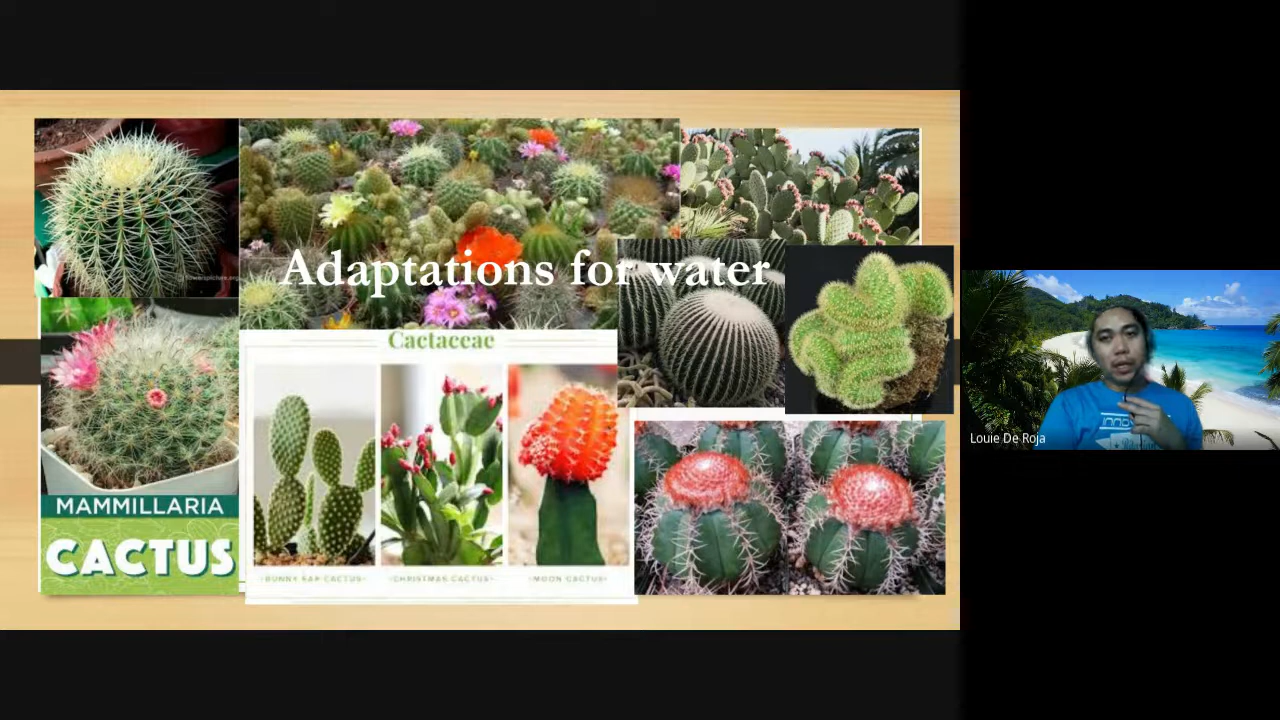 Adaptations for water
Cactaceae
MAMMILLARIA
CACTUS
BUNNY EAR CACTUS
CHRISTMAS CACTUS
MOON CACTUS
Louie De Roja